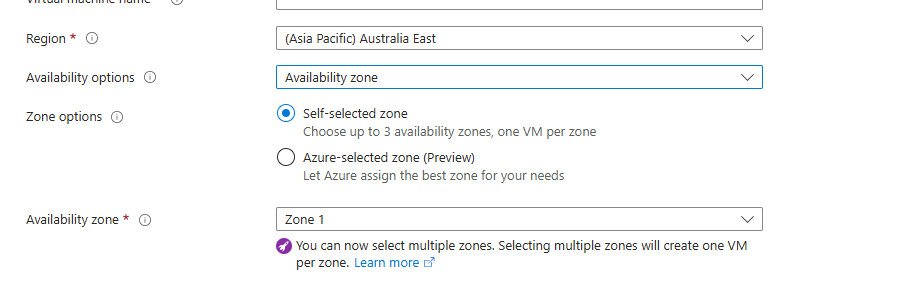 Virtual machine name
Region *
(Asia Pacific) Australia East
Availability options
Availability zone
Zone options
Self-selected zone
Choose up to 3 availability zones, one VM per zone
Azure-selected zone (Preview)
Let Azure assign the best zone for your needs
Availability zone *
Zone 1
You can now select multiple zones. Selecting multiple zones will create one VM
per zone. Learn more